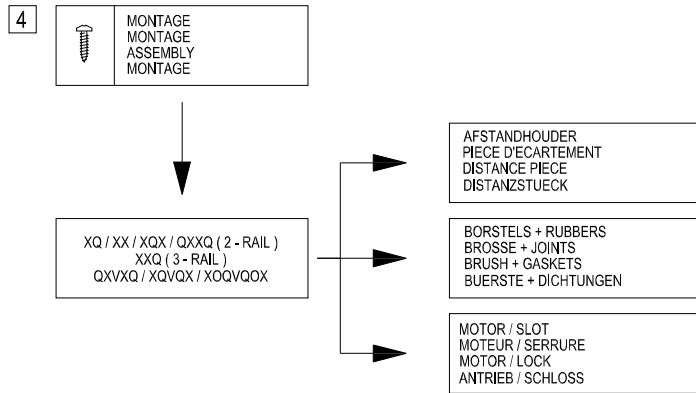 4
MONTAGE
MONTAGE
ASSEMBLY
MONTAGE
XQ / XX / XQX / QXXQ ( 2 - RAIL )
XXQ ( 3 - RAIL )
QXVXQ / XQVQX / XOQVQOX
AFSTANDHOUDER
PIECE D'ECARTEMENT
DISTANCE PIECE
DISTANZSTUECK
BORSTELS + RUBBERS
BROSSE + JOINTS
BRUSH + GASKETS
BUERSTE + DICHTUNGEN
MOTOR / SLOT
MOTEUR / SERRURE
MOTOR / LOCK
ANTRIEB / SCHLOSS